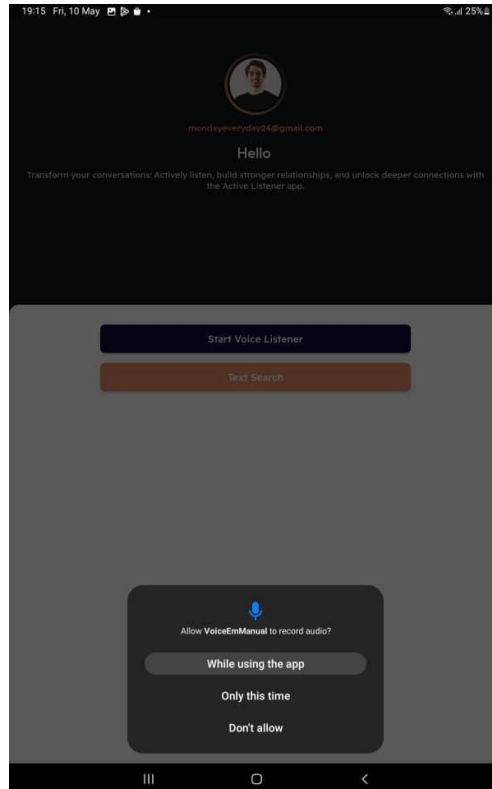 19:15 Fri, 10 May
25%
mondayeveryday24@gmail.com
Hello
Transform your conversations: Actively listen, build stronger relationships, and unlock deeper connections with
the Active Listener app.
Start Voice Listener
Text Search
Allow VoiceEmManual to record audio?
While using the app
Only this time
Don't allow